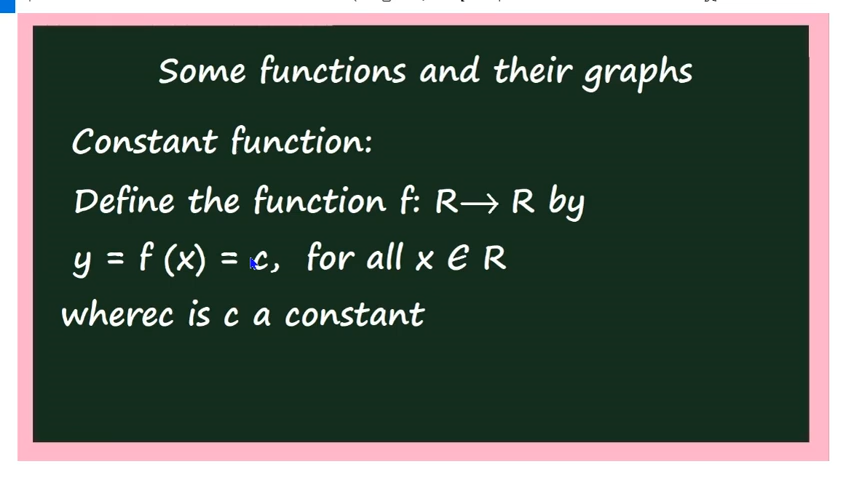 Some functions and their graphs
Constant function:
Define the function f: R→ R by
y = f (x) = c, for all x ∈ R
wherec is c a constant